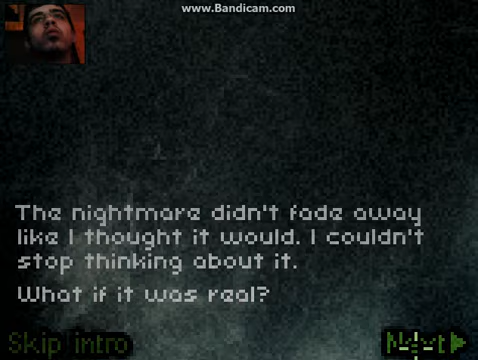 www.Bandicam.com
The nightmare didn't fade away
like I thought it would. I couldn't
stop thinking about it.
What if it was real?
Skip intro
Next